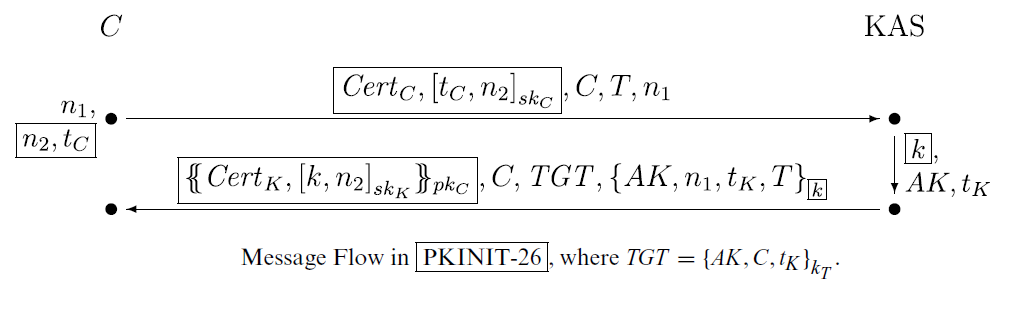 C KAS
Cert_C, [t_C, n_2]_{sk_C}, C, T, n_1
n_1,
n_2, t_C
k,
{{Cert_K, [k, n_2]_{sk_K}}}_{pk_C}, C, TGT, {AK, n_1, t_K, T}_k
AK, t_K
Message Flow in PKINIT-26, where TGT = {AK, C, t_K}_{k_T}.